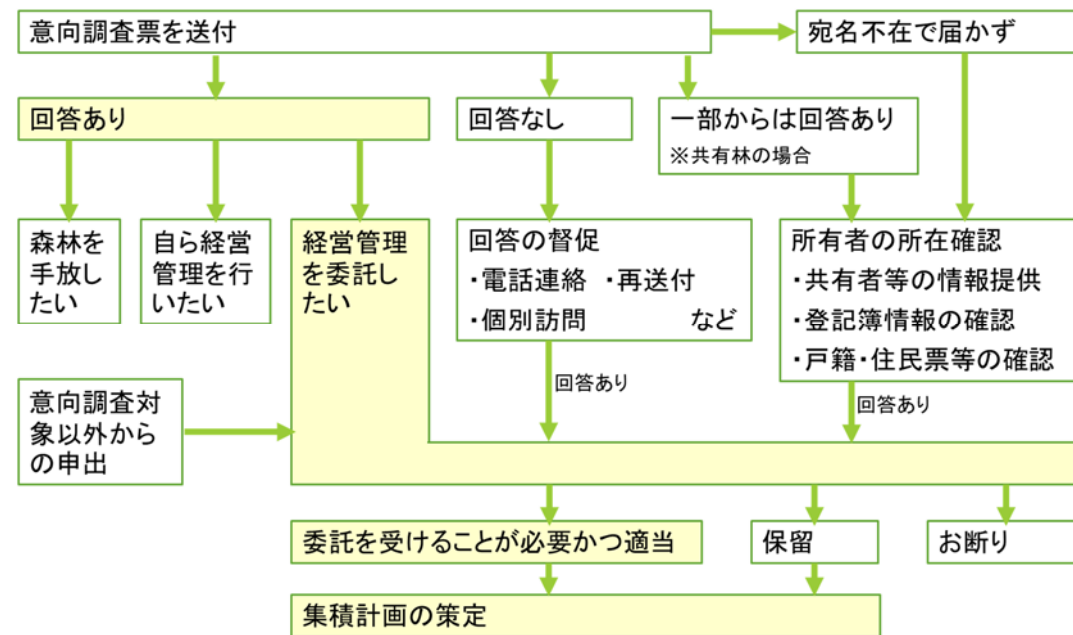 意向調査票を送付
宛名不在で届かず
回答あり
回答なし
一部からは回答あり
※共有林の場合
森林を
手放し
たい
自ら経営
管理を行
いたい
経営管理
を委託し
たい
回答の督促
・電話連絡 ・再送付
・個別訪問 など
所有者の所在確認
・共有者等の情報提供
・登記簿情報の確認
・戸籍・住民票等の確認
回答あり
回答あり
意向調査対
象以外から
の申出
委託を受けることが必要かつ適当
保留
お断り
集積計画の策定